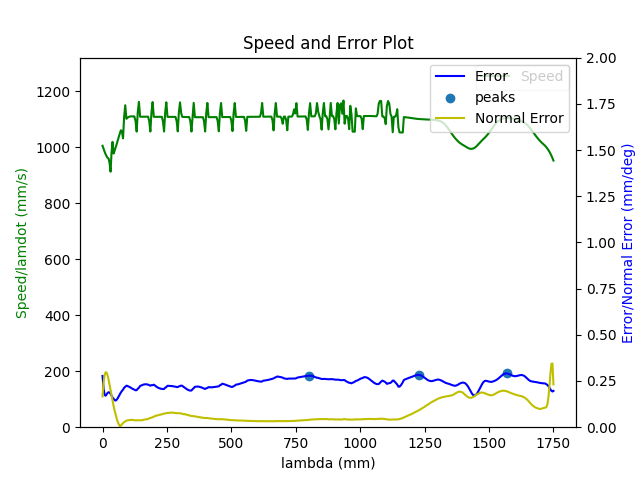 Speed and Error Plot
Error
Speed
peaks
Normal Error
1200
1000
800
600
400
200
0
Speed/lamdot (mm/s)
2.00
1.75
1.50
1.25
1.00
0.75
0.50
0.25
0.00
Error/Normal Error (mm/deg)
0 250 500 750 1000 1250 1500 1750
lambda (mm)